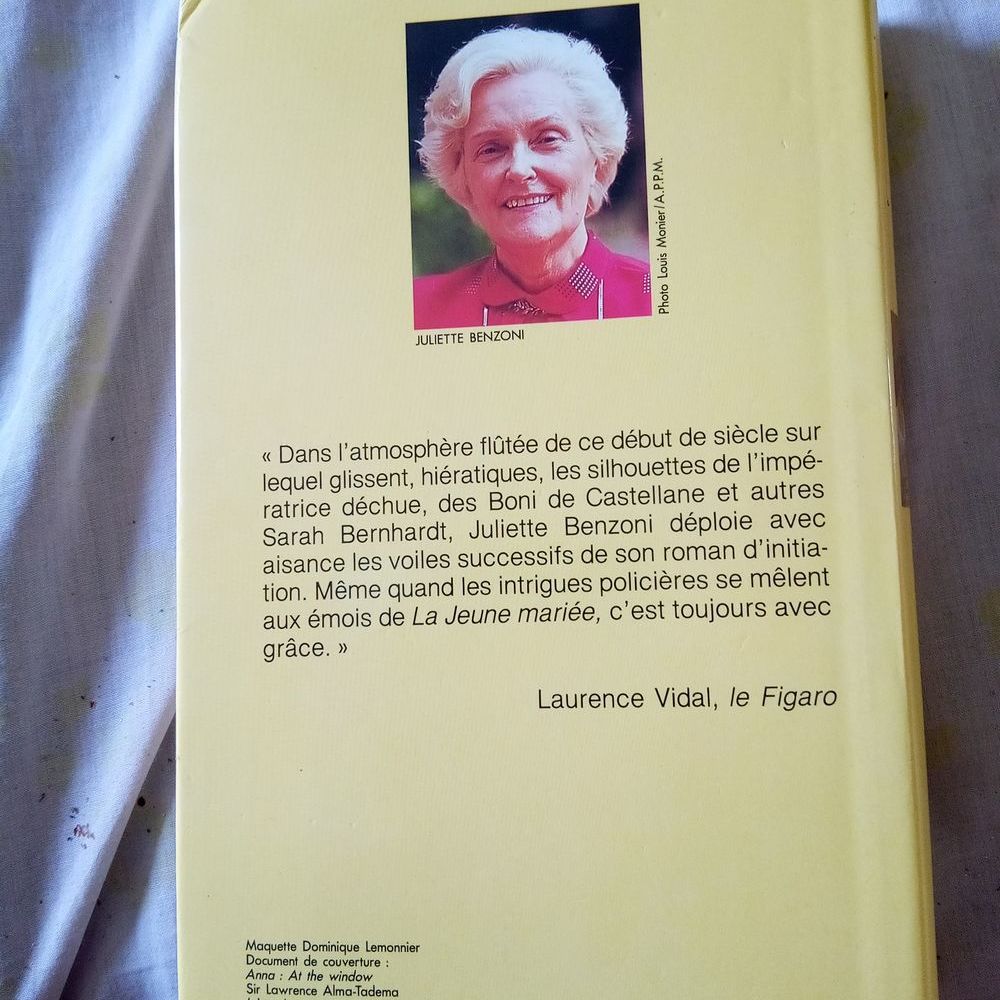 Photo Louis Monier/A.P.P.M.
JULIETTE BENZONI
« Dans l'atmosphère flûtée de ce début de siècle sur
lequel glissent, hiératiques, les silhouettes de l'impé-
ratrice déchue, des Boni de Castellane et autres
Sarah Bernhardt, Juliette Benzoni déploie avec
aisance les voiles successifs de son roman d'initia-
tion. Même quand les intrigues policières se mêlent
aux émois de La Jeune mariée, c'est toujours avec
grâce. »
Laurence Vidal, le Figaro
Maquette Dominique Lemonnier
Document de couverture :
Anna : At the window
Sir Lawrence Alma-Tadema